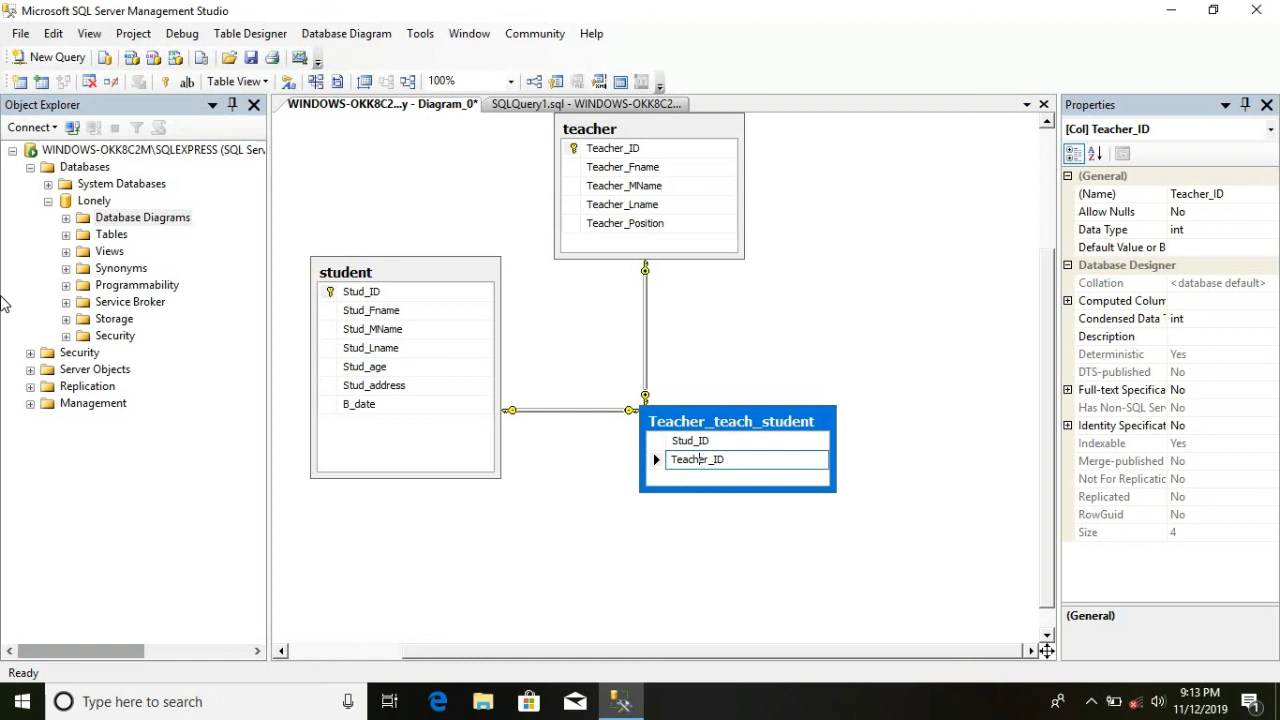 Microsoft SQL Server Management Studio
File Edit View Project Debug Table Designer Database Diagram Tools Window Community Help
New Query
ab Table View 100%
Object Explorer
WINDOWS-OKK8C2...y - Diagram_0* SQLQuery1.sql - WINDOWS-OKK8C2...
Properties
Connect
WINDOWS-OKK8C2M\SQLEXPRESS (SQL Serv
Databases
System Databases
Lonely
Database Diagrams
Tables
Views
Synonyms
Programmability
Service Broker
Storage
Security
Security
Server Objects
Replication
Management
teacher
Teacher_ID
Teacher_Fname
Teacher_MName
Teacher_Lname
Teacher_Position
student
Stud_ID
Stud_Fname
Stud_MName
Stud_Lname
Stud_age
Stud_address
B_date
Teacher_teach_student
Stud_ID
Teacher_ID
[Col] Teacher_ID
(General)
(Name) Teacher_ID
Allow Nulls No
Data Type int
Default Value or B
Database Designer
Collation <database default>
Computed Colum
Condensed Data T int
Description
Deterministic Yes
DTS-published No
Full-text Specifica No
Has Non-SQL Ser No
Identity Specificat No
Indexable Yes
Merge-published No
Not For Replicatic No
Replicated No
RowGuid No
Size 4
(General)
Ready
Type here to search
9:13 PM
11/12/2019
1